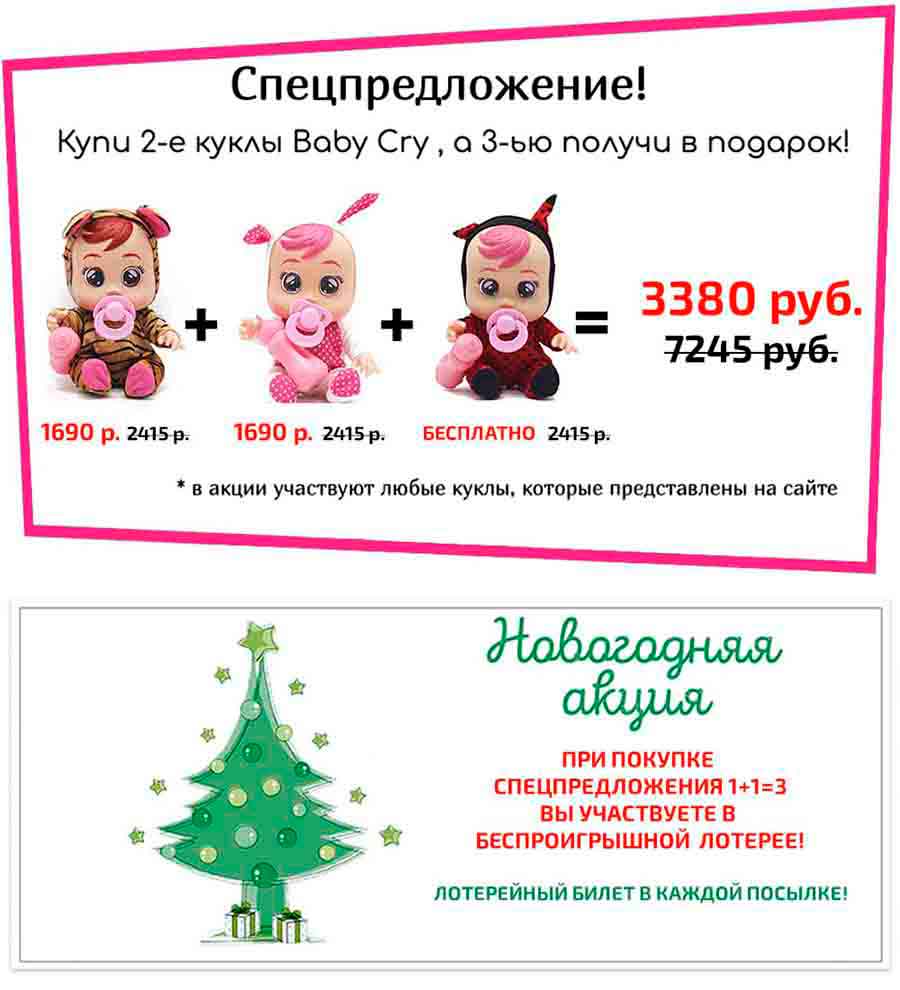 Спецпредложение!
Купи 2-е куклы Baby Cry , а 3-ью получи в подарок!
+ + = 3380 руб.
7245 руб.
1690 р. 2415 р. 1690 р. 2415 р. БЕСПЛАТНО 2415 р.
* в акции участвуют любые куклы, которые представлены на сайте
Новогодняя
акция
ПРИ ПОКУПКЕ
СПЕЦПРЕДЛОЖЕНИЯ 1+1=3
ВЫ УЧАСТВУЕТЕ В
БЕСПРОИГРЫШНОЙ ЛОТЕРЕЕ!
ЛОТЕРЕЙНЫЙ БИЛЕТ В КАЖДОЙ ПОСЫЛКЕ!